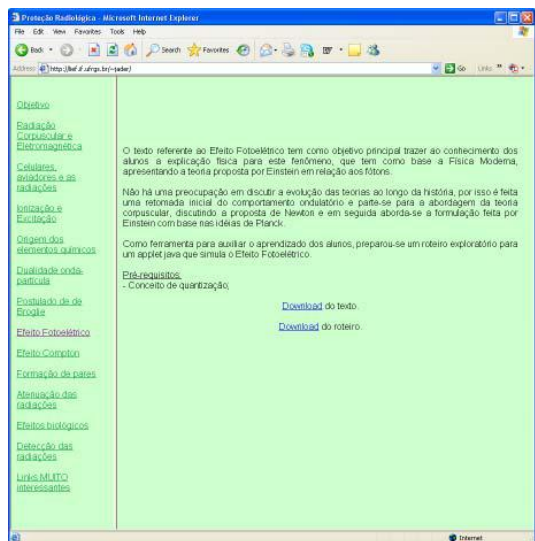 Proteção Radiológica - Microsoft Internet Explorer
File Edit View Favorites Tools Help
Back Search Favorites
Address http://lief.if.ufrgs.br/~jader/ Go Links
Objetivo
Radiação
Corpuscular e
Eletromagnética
Celulares,
aviadores e as
radiações
Ionização e
Excitação
Origem dos
elementos químicos
Dualidade onda-
partícula
Postulado de de
Broglie
Efeito Fotoelétrico
Efeito Compton
Formação de pares
Atenuação das
radiações
Efeitos biológicos
Detecção das
radiações
Links MUITO
interessantes
O texto referente ao Efeito Fotoelétrico tem como objetivo principal trazer ao conhecimento dos
alunos a explicação física para este fenômeno, que tem como base a Física Moderna,
apresentando a teoria proposta por Einstein em relação aos fótons.
Não há uma preocupação em discutir a evolução das teorias ao longo da história, por isso é feita
uma retomada inicial do comportamento ondulatório e parte-se para a abordagem da teoria
corpuscular, discutindo a proposta de Newton e em seguida aborda-se a formulação feita por
Einstein com base nas idéias de Planck.
Como ferramenta para auxiliar o aprendizado dos alunos, preparou-se um roteiro exploratório para
um applet java que simula o Efeito Fotoelétrico.
Pré-requisitos:
- Conceito de quantização;
Download do texto.
Download do roteiro.
Internet